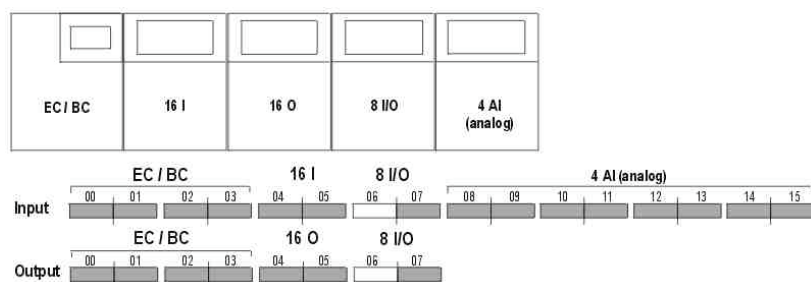 EC / BC 16 I 16 O 8 I/O 4 AI
(analog)
EC / BC 16 I 8 I/O 4 AI (analog)
00 01 02 03 04 05 06 07 08 09 10 11 12 13 14 15
Input
EC / BC 16 O 8 I/O
00 01 02 03 04 05 06 07
Output